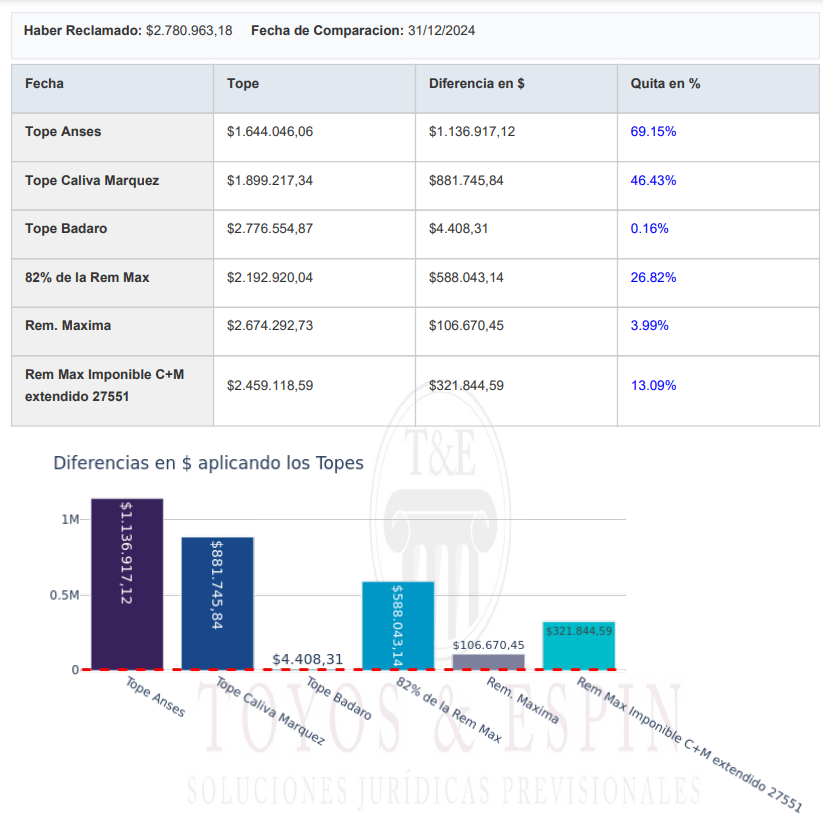 Haber Reclamado: $2.780.963,18 Fecha de Comparacion: 31/12/2024
Fecha Tope Diferencia en $ Quita en %
Tope Anses $1.644.046,06 $1.136.917,12 69.15%
Tope Caliva Marquez $1.899.217,34 $881.745,84 46.43%
Tope Badaro $2.776.554,87 $4.408,31 0.16%
82% de la Rem Max $2.192.920,04 $588.043,14 26.82%
Rem. Maxima $2.674.292,73 $106.670,45 3.99%
Rem Max Imponible C+M
extendido 27551 $2.459.118,59 $321.844,59 13.09%
T&E
Diferencias en $ aplicando los Topes
1M
0.5M
0
$1.136.917,12
$881.745,84
$4.408,31
$588.043,14
$106.670,45
$321.844,59
Tope Anses
Tope Caliva Marquez
Tope Badaro
82% de la Rem Max
Rem. Maxima
Rem Max Imponible C+M extendido 27551
TOYOS & ESPIN
SOLUCIONES JURÍDICAS PREVISIONALES